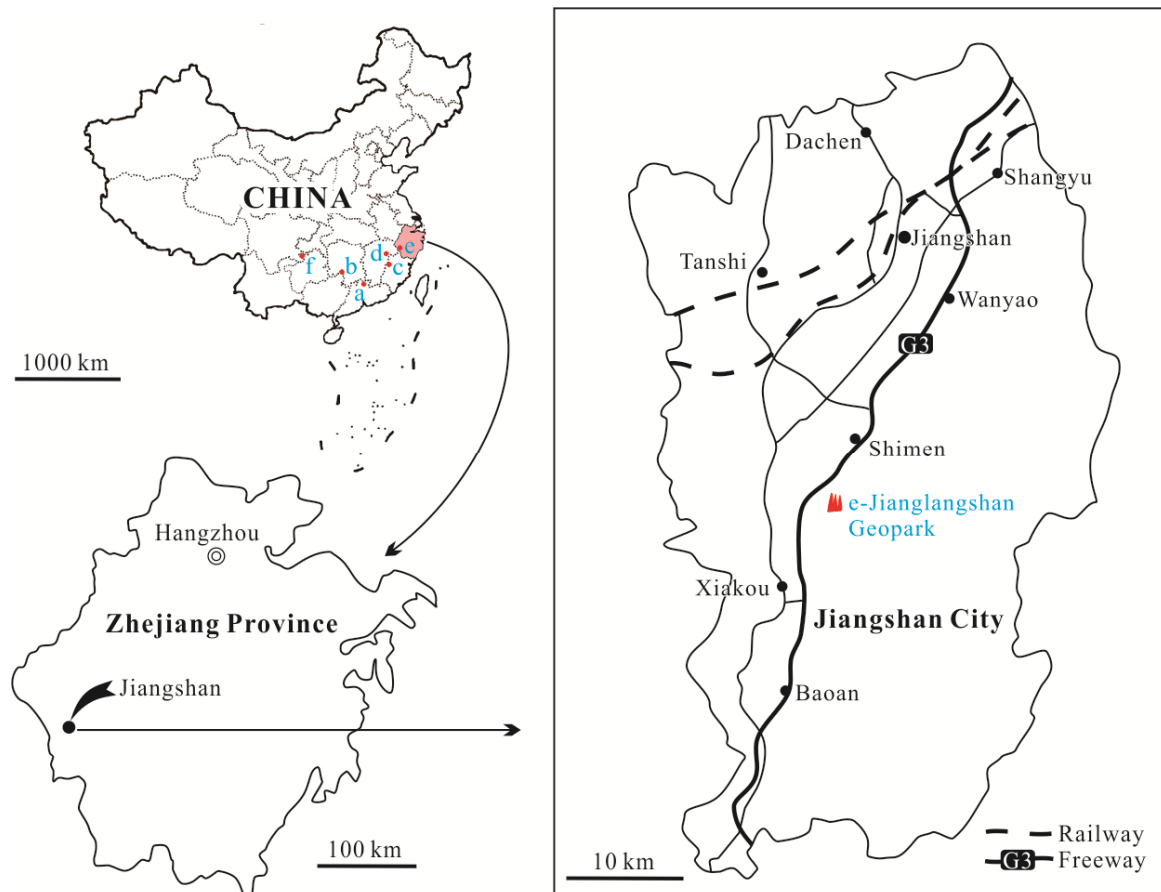 CHINA
f
b
d
e
c
a
1000 km
Hangzhou
Zhejiang Province
Jiangshan
100 km
Dachen
Shangyu
Jiangshan
Tanshi
Wanyao
G3
Shimen
e-Jianglangshan
Geopark
Xiakou
Jiangshan City
Baoan
10 km
Railway
G3 Freeway